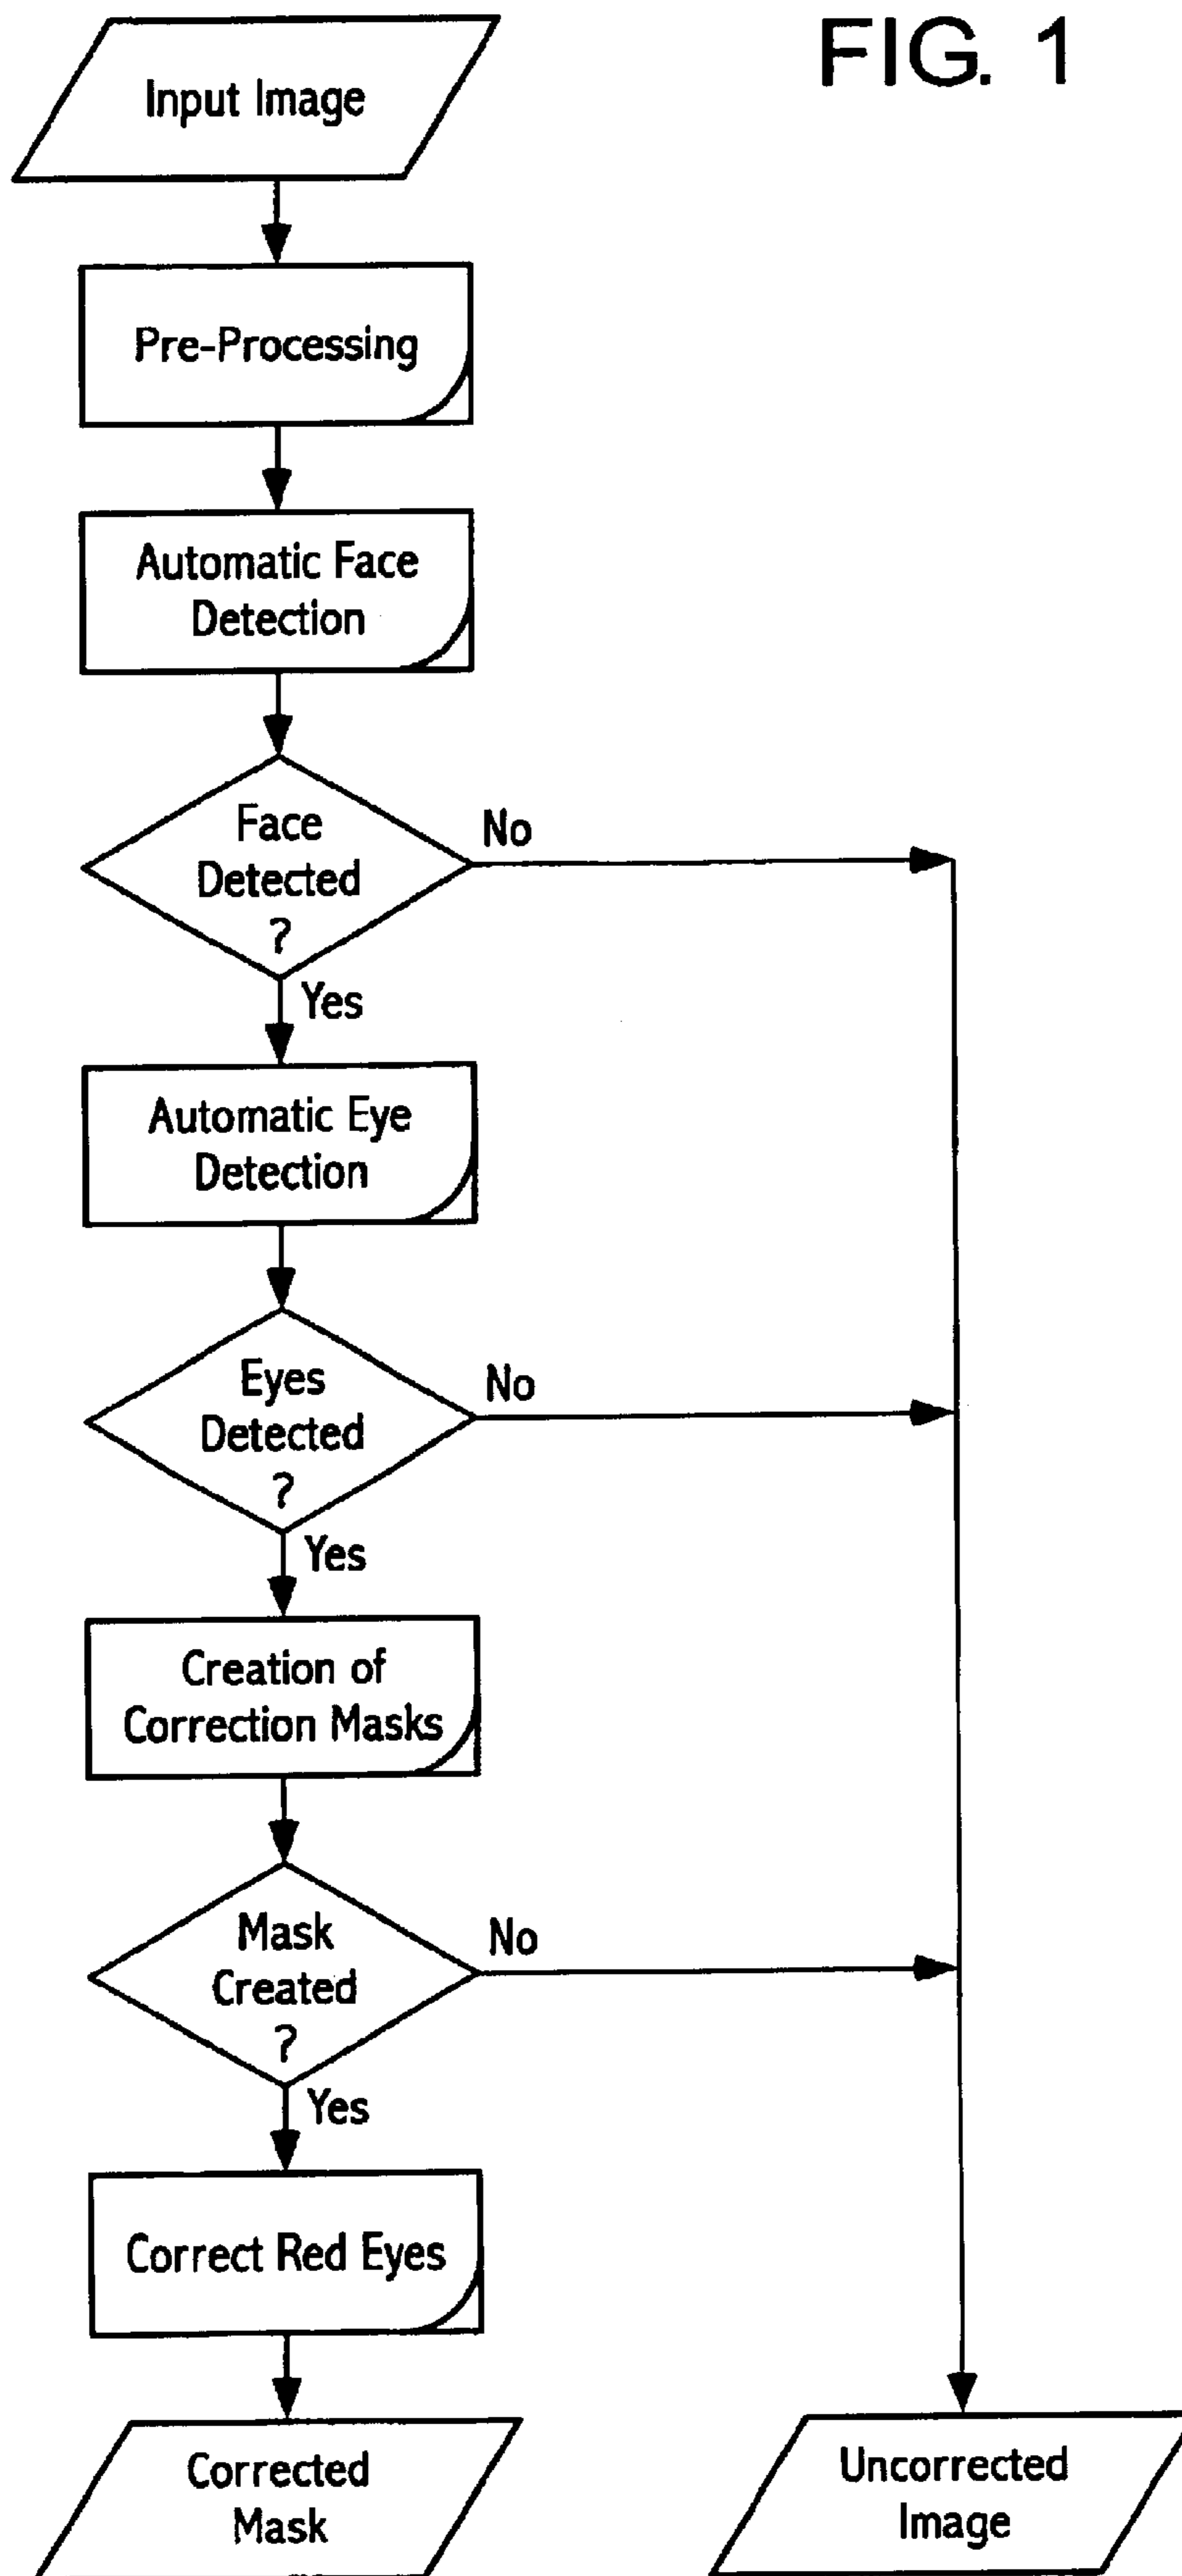 FIG. 1
Input Image
Pre-Processing
Automatic Face
Detection
Face
Detected
?
No
Yes
Automatic Eye
Detection
Eyes
Detected
?
No
Yes
Creation of
Correction Masks
Mask
Created
?
No
Yes
Correct Red Eyes
Corrected
Mask
Uncorrected
Image